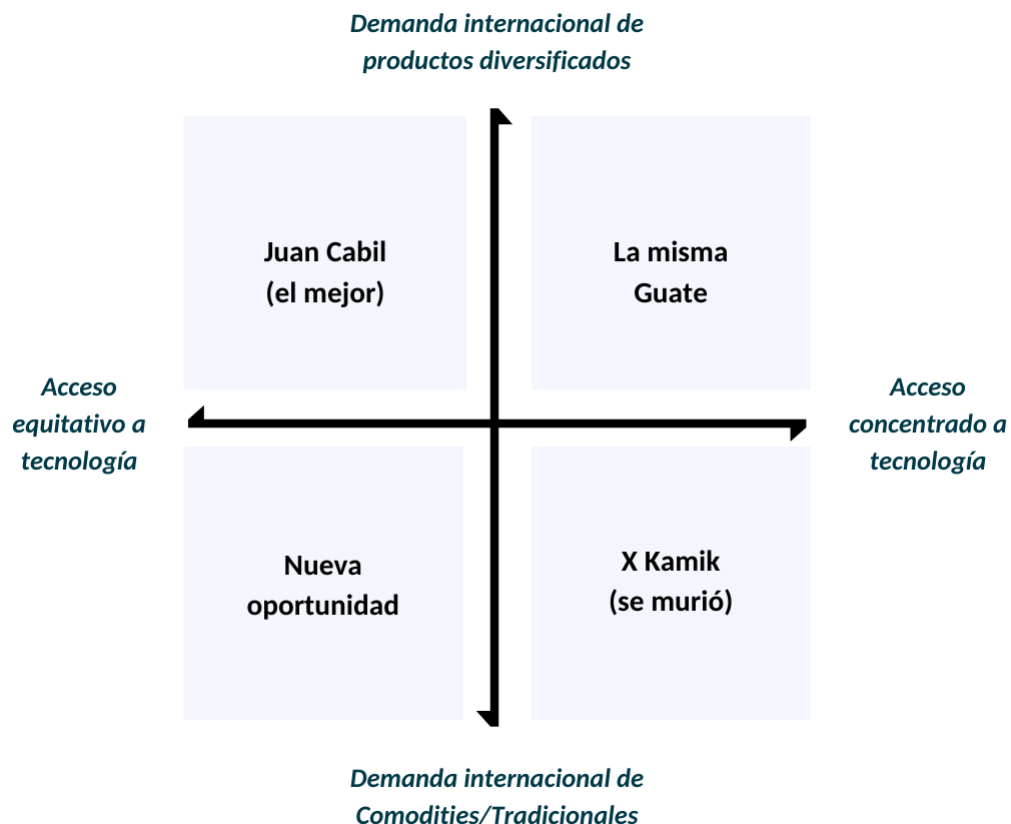 Demanda internacional de
productos diversificados
Juan Cabil
(el mejor)
La misma
Guate
Acceso
equitativo a
tecnología
Acceso
concentrado a
tecnología
Nueva
oportunidad
X Kamik
(se murió)
Demanda internacional de
Comodities/Tradicionales